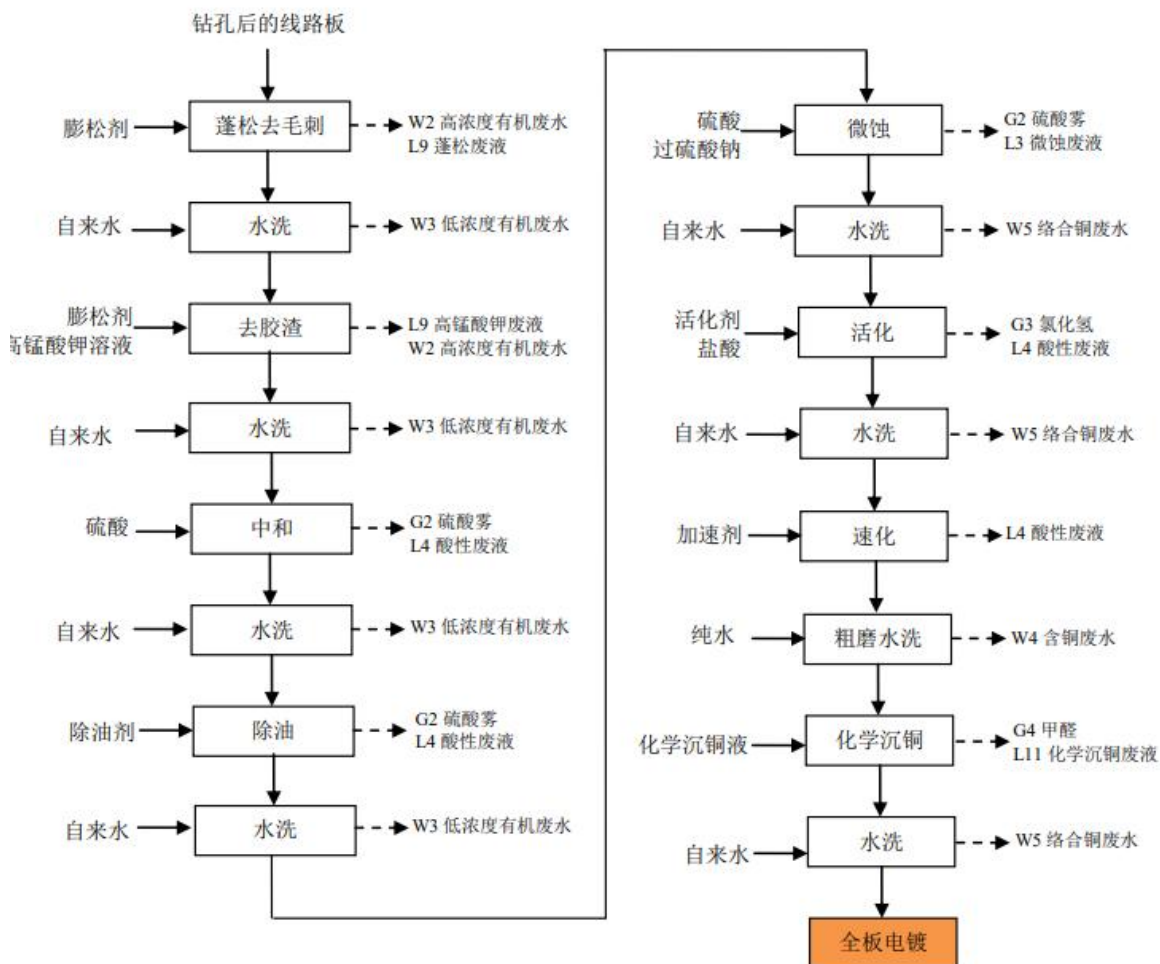 钻孔后的线路板
膨松剂
蓬松去毛刺
W2 高浓度有机废水
L9 蓬松废液
自来水
水洗
W3 低浓度有机废水
膨松剂
高锰酸钾溶液
去胶渣
L9 高锰酸钾废液
W2 高浓度有机废水
自来水
水洗
W3 低浓度有机废水
硫酸
中和
G2 硫酸雾
L4 酸性废液
自来水
水洗
W3 低浓度有机废水
除油剂
除油
G2 硫酸雾
L4 酸性废液
自来水
水洗
W3 低浓度有机废水
硫酸
过硫酸钠
微蚀
G2 硫酸雾
L3 微蚀废液
自来水
水洗
W5 络合铜废水
活化剂
盐酸
活化
G3 氯化氢
L4 酸性废液
自来水
水洗
W5 络合铜废水
加速剂
速化
L4 酸性废液
纯水
粗磨水洗
W4 含铜废水
化学沉铜液
化学沉铜
G4 甲醛
L11 化学沉铜废液
自来水
水洗
W5 络合铜废水
全板电镀